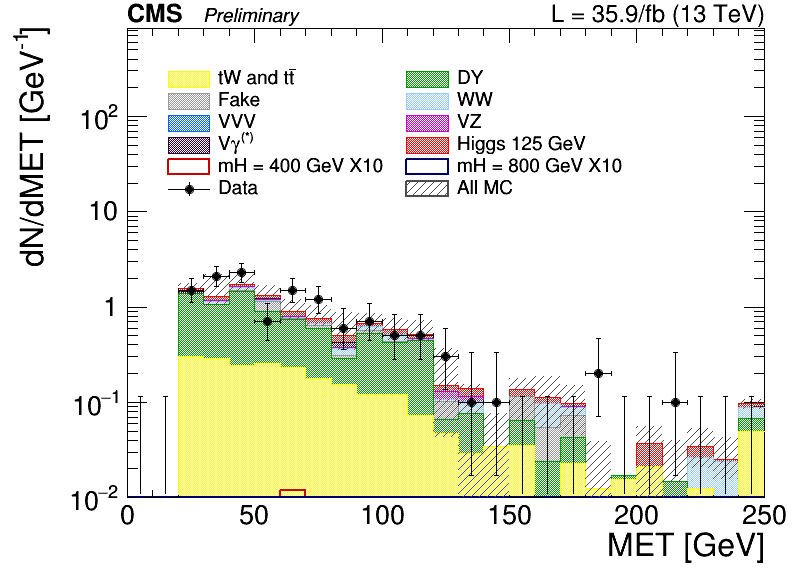 CMS Preliminary L = 35.9/fb (13 TeV)
dN/dMET [GeV⁻¹]
tW and tt̄ DY
Fake WW
VVV VZ
Vγ⁽*⁾ Higgs 125 GeV
mH = 400 GeV X10 mH = 800 GeV X10
Data All MC
10²
10
1
10⁻¹
10⁻²
0 50 100 150 200 250
MET [GeV]